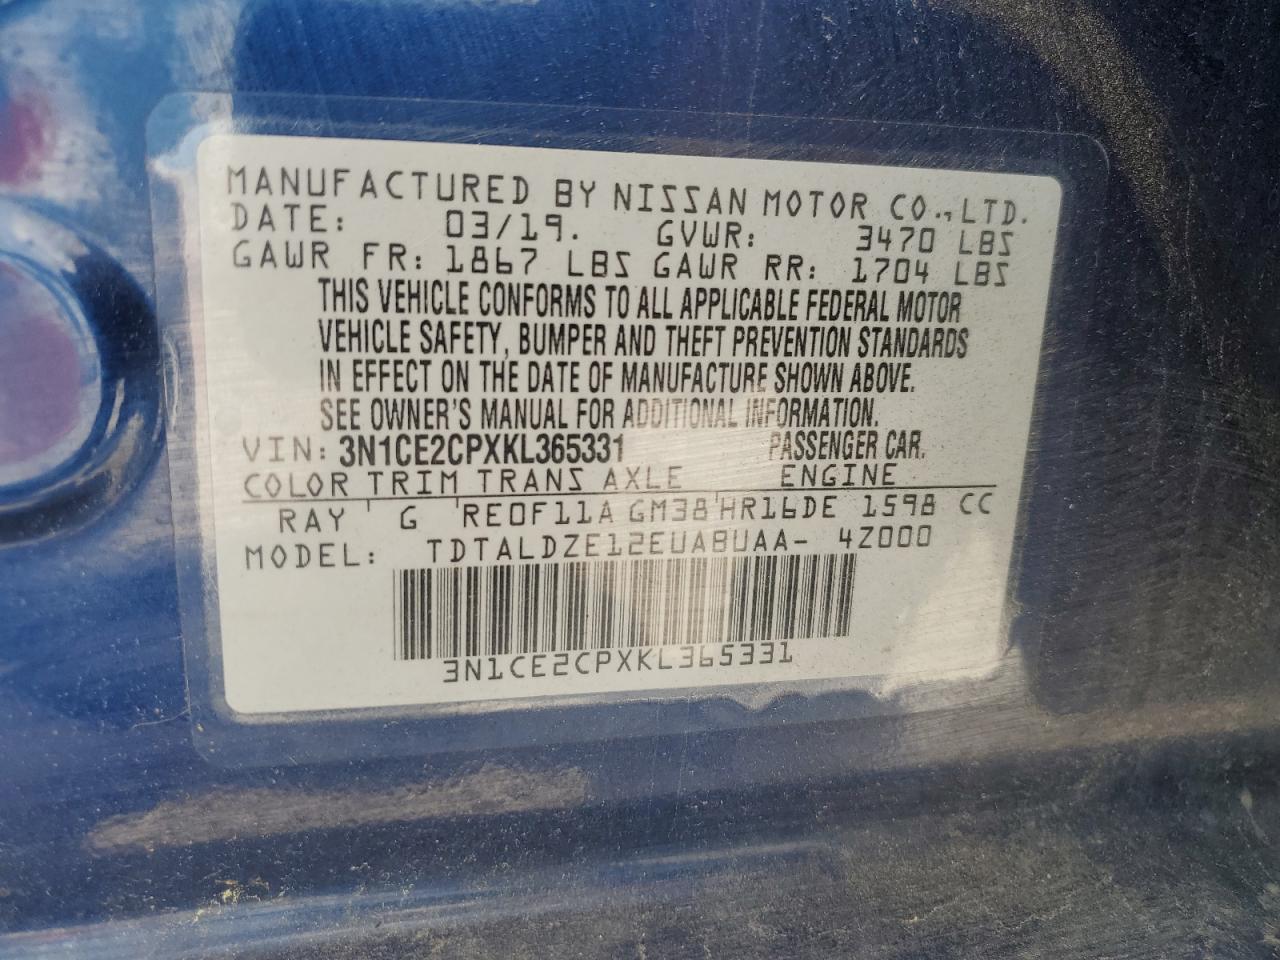 MANUFACTURED BY NISSAN MOTOR CO., LTD.
DATE: 03/19. GVWR: 3470 LBS
GAWR FR: 1867 LBS GAWR RR: 1704 LBS
THIS VEHICLE CONFORMS TO ALL APPLICABLE FEDERAL MOTOR
VEHICLE SAFETY, BUMPER AND THEFT PREVENTION STANDARDS
IN EFFECT ON THE DATE OF MANUFACTURE SHOWN ABOVE.
SEE OWNER'S MANUAL FOR ADDITIONAL INFORMATION.
VIN: 3N1CE2CPXKL365331 PASSENGER CAR.
COLOR TRIM TRANS AXLE ENGINE
RAY ' G ' RE0F11A GM38 ' HR16DE 1598 CC
MODEL: TDTALDZE12EUABUAA- 4Z000
3N1CE2CPXKL365331